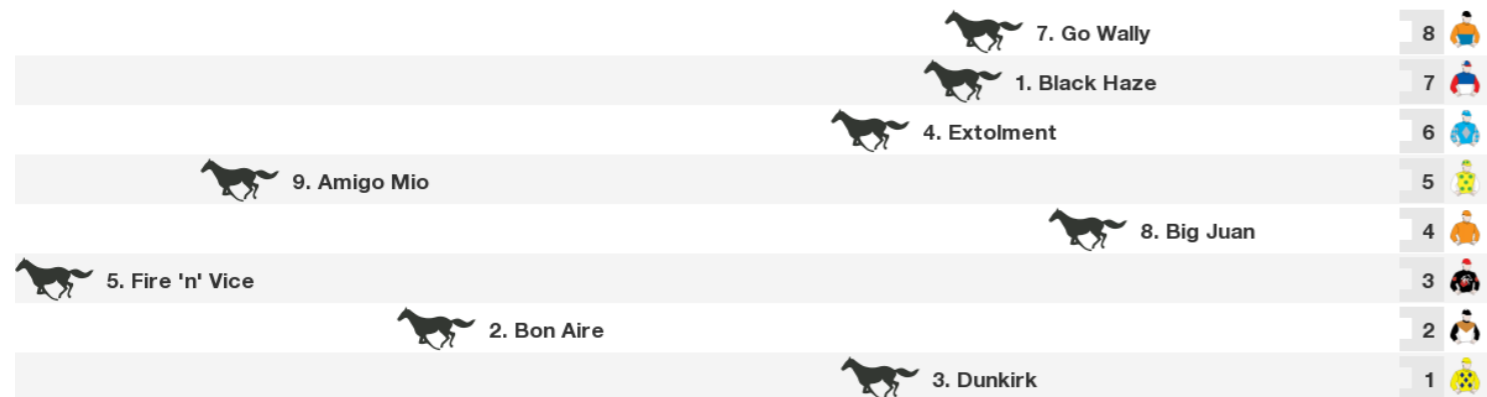 7. Go Wally 8
1. Black Haze 7
4. Extolment 6
9. Amigo Mio 5
8. Big Juan 4
5. Fire 'n' Vice 3
2. Bon Aire 2
3. Dunkirk 1